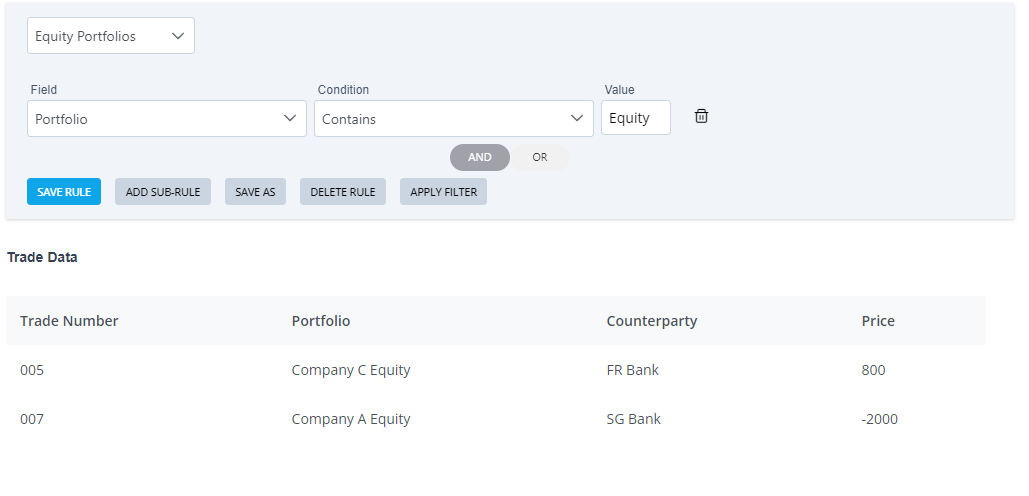 Equity Portfolios
Field Condition Value
Portfolio Contains Equity
AND OR
SAVE RULE ADD SUB-RULE SAVE AS DELETE RULE APPLY FILTER
Trade Data
Trade Number Portfolio Counterparty Price
005 Company C Equity FR Bank 800
007 Company A Equity SG Bank -2000